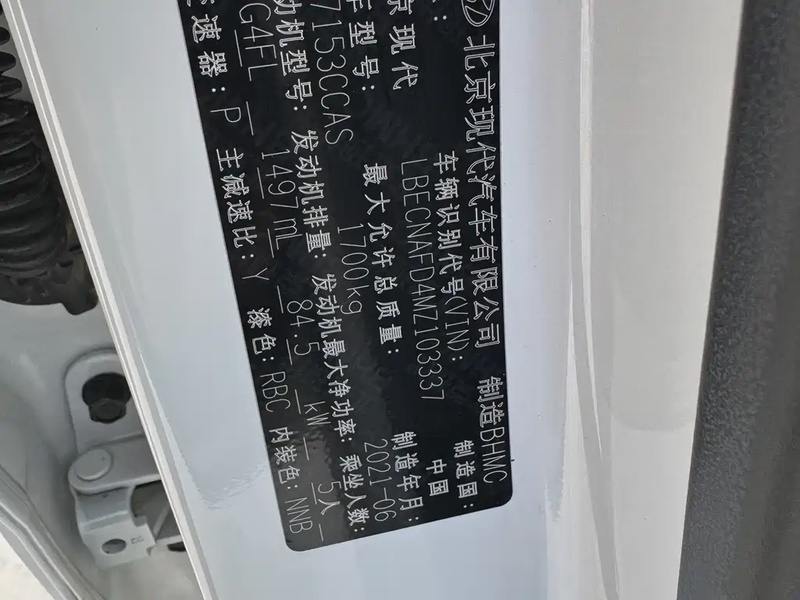 北京现代汽车有限公司 制造BHMC
车辆识别代号(VIN): 制造国:
京现代 LBECNAFD4MZ103337 中国
车型号: 最大允许总质量: 制造年月:
7153CCAS 1700kg 2021-06
动机型号: 发动机排量: 发动机最大净功率: 乘坐人数:
G4FL 1497ml 84.5 kW 5人
变速器: P 主减速比: Y 漆色: RBC 内装色: NNB